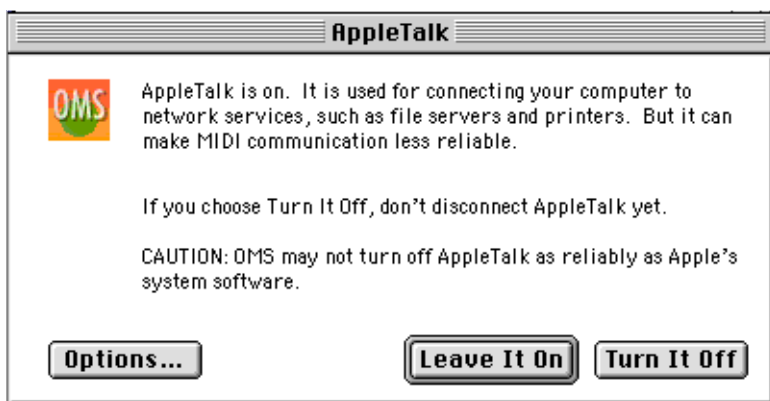 AppleTalk
OMS
AppleTalk is on. It is used for connecting your computer to
network services, such as file servers and printers. But it can
make MIDI communication less reliable.
If you choose Turn It Off, don't disconnect AppleTalk yet.
CAUTION: OMS may not turn off AppleTalk as reliably as Apple's
system software.
Options...
Leave It On
Turn It Off